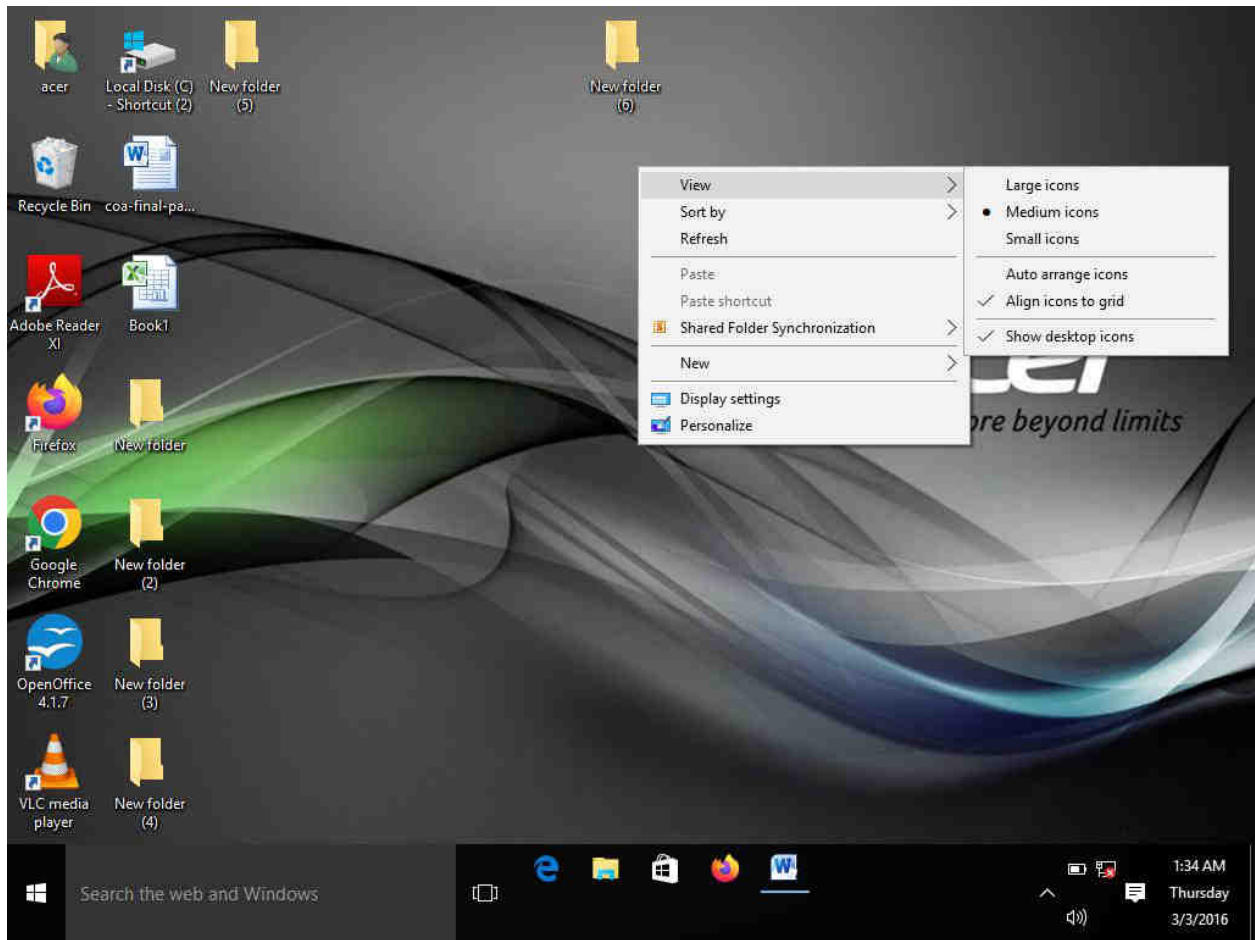 acer
Local Disk (C)
- Shortcut (2)
New folder
(5)
New folder
(6)
Recycle Bin
coa-final-pa...
Adobe Reader
XI
Book1
Firefox
New folder
Google
Chrome
New folder
(2)
OpenOffice
4.1.7
New folder
(3)
VLC media
player
New folder
(4)
View
Sort by
Refresh
Paste
Paste shortcut
Shared Folder Synchronization
New
Display settings
Personalize
Large icons
Medium icons
Small icons
Auto arrange icons
Align icons to grid
Show desktop icons
beyond limits
Search the web and Windows
1:34 AM
Thursday
3/3/2016